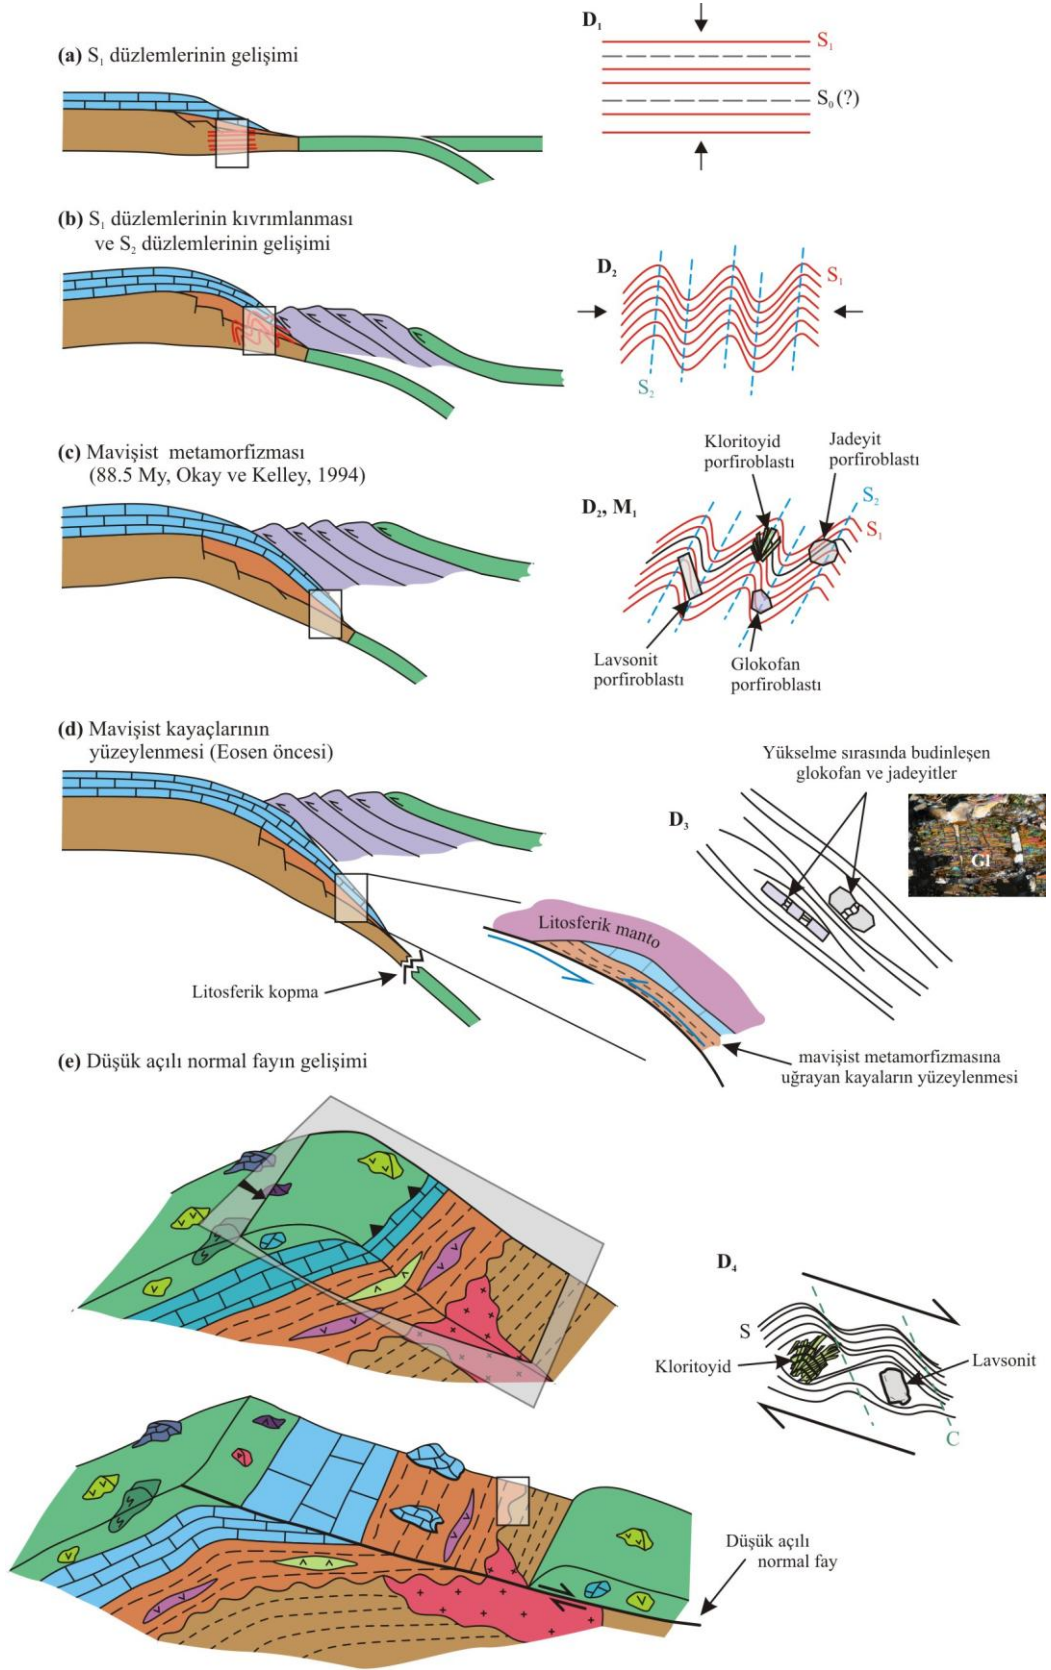 (a) S₁ düzlemlerinin gelişimi
D₁
S₁
S₀(?)
(b) S₁ düzlemlerinin kıvrımlanması
ve S₂ düzlemlerinin gelişimi
D₂
S₁
S₂
(c) Mavişist metamorfizması
(88.5 My, Okay ve Kelley, 1994)
Kloritoyid
porfiroblastı
Jadeyit
porfiroblastı
D₂, M₁
S₂
S₁
Lavsonit
porfiroblastı
Glokofan
porfiroblastı
(d) Mavişist kayaçlarının
yüzeylenmesi (Eosen öncesi)
Yükselme sırasında budinleşen
glokofan ve jadeyitler
D₃
Gl
Litosferik manto
Litosferik kopma
mavişist metamorfizmasına
uğrayan kayaların yüzeylenmesi
(e) Düşük açılı normal fayın gelişimi
D₄
S
Kloritoyid
Lavsonit
C
Düşük açılı
normal fay